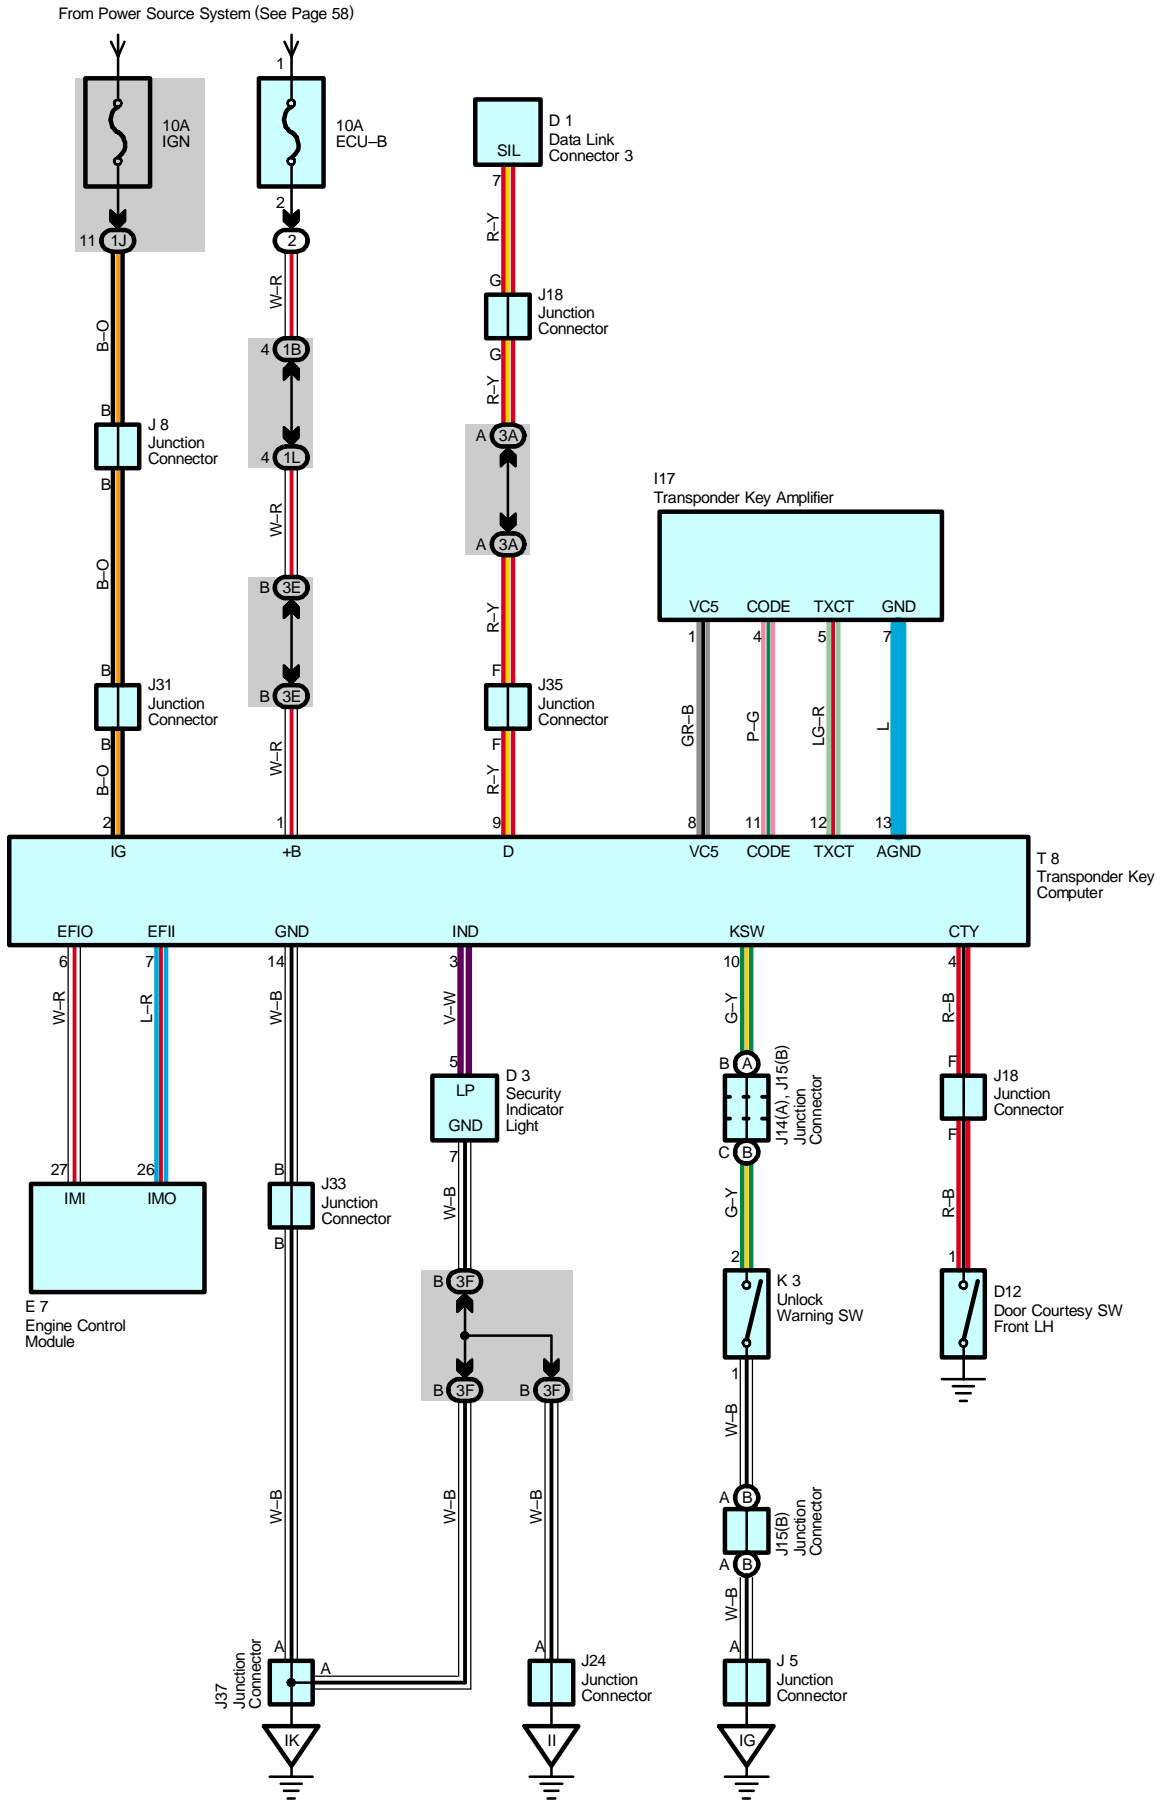 From Power Source System (See Page 58)
1
10A
IGN
10A
ECU–B
SIL
D 1
Data Link
Connector 3
7
2
11 1J
2
R–Y
W–R
G
J18
Junction
Connector
G
B–O
4 1B
R–Y
B
J 8
Junction
Connector
B
4 1L
A 3A
I17
Transponder Key Amplifier
W–R
A 3A
B–O
B 3E
VC5 CODE TXCT GND
1 4 5 7
R–Y
B
J31
Junction
Connector
B
B 3E
F
J35
Junction
Connector
F
GR–B
P–G
LG–R
L
B–O
W–R
R–Y
2 1 9 8 11 12 13
IG +B D VC5 CODE TXCT AGND
T 8
Transponder Key
Computer
EFIO EFII GND IND KSW CTY
6 7 14 3 10 4
W–R
L–R
W–B
V–W
G–Y
R–B
5
LP
GND
D 3
Security
Indicator
Light
7
B A
J14(A), J15(B)
Junction
Connector
C B
F
J18
Junction
Connector
F
27 26
IMI IMO
B
J33
Junction
Connector
B
W–B
G–Y
R–B
2
1
E 7
Engine Control
Module
B 3F
K 3
Unlock
Warning SW
D12
Door Courtesy SW
Front LH
1
B 3F
B 3F
W–B
W–B
W–B
W–B
A B
J15(B)
Junction
Connector
A B
W–B
A
A
J37
Junction
Connector
A
J24
Junction
Connector
A
J 5
Junction
Connector
IK
II
IG